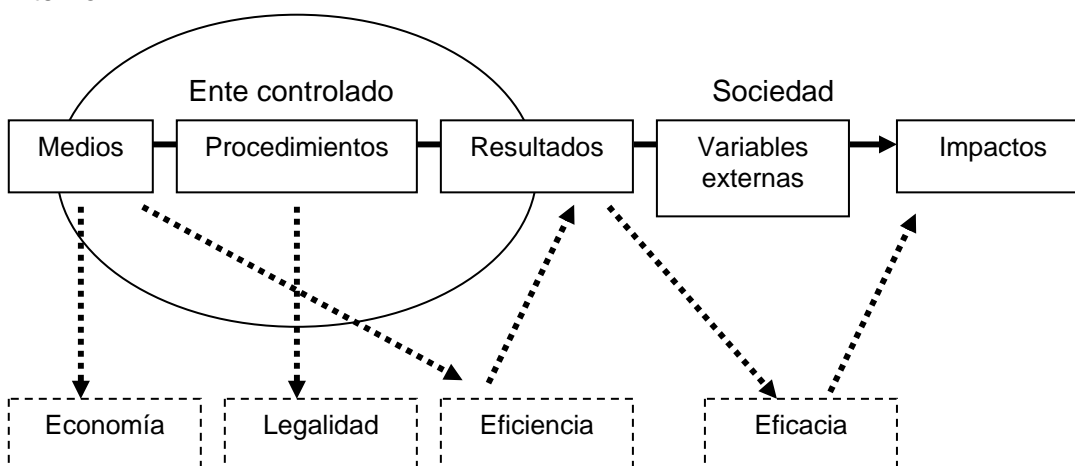 Ente controlado
Sociedad
Medios
Procedimientos
Resultados
Variables
externas
Impactos
Economía
Legalidad
Eficiencia
Eficacia